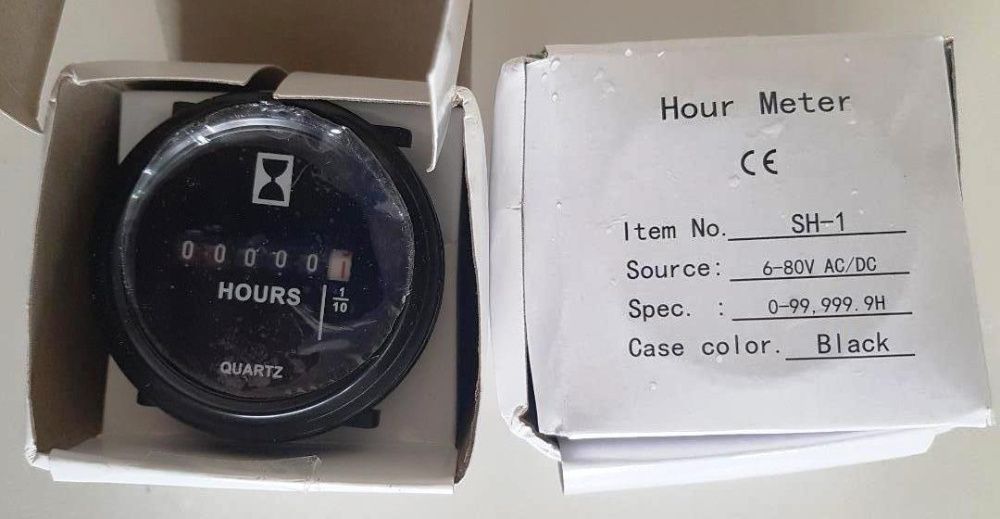 000001
HOURS
1
10
QUARTZ
Hour Meter
CE
Item No. SH-1
Source: 6-80V AC/DC
Spec. : 0-99,999.9H
Case color. Black